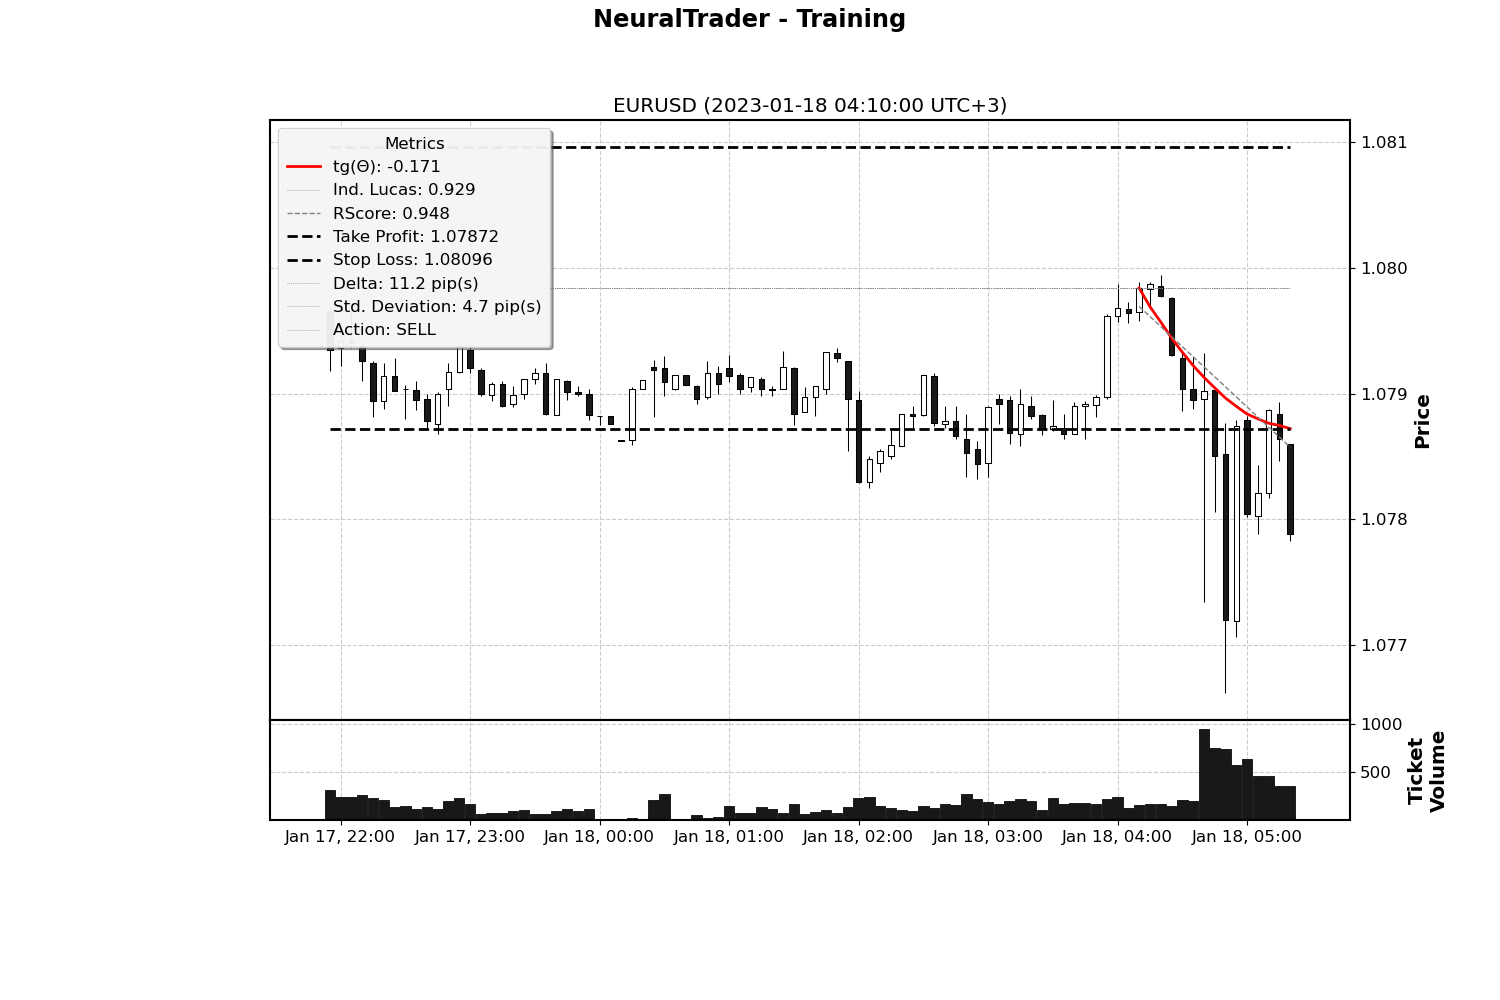 NeuralTrader - Training
EURUSD (2023-01-18 04:10:00 UTC+3)
Metrics
tg(Θ): -0.171
Ind. Lucas: 0.929
RScore: 0.948
Take Profit: 1.07872
Stop Loss: 1.08096
Delta: 11.2 pip(s)
Std. Deviation: 4.7 pip(s)
Action: SELL
1.081
1.080
1.079
1.078
1.077
Price
1000
500
Ticket
Volume
Jan 17, 22:00
Jan 17, 23:00
Jan 18, 00:00
Jan 18, 01:00
Jan 18, 02:00
Jan 18, 03:00
Jan 18, 04:00
Jan 18, 05:00